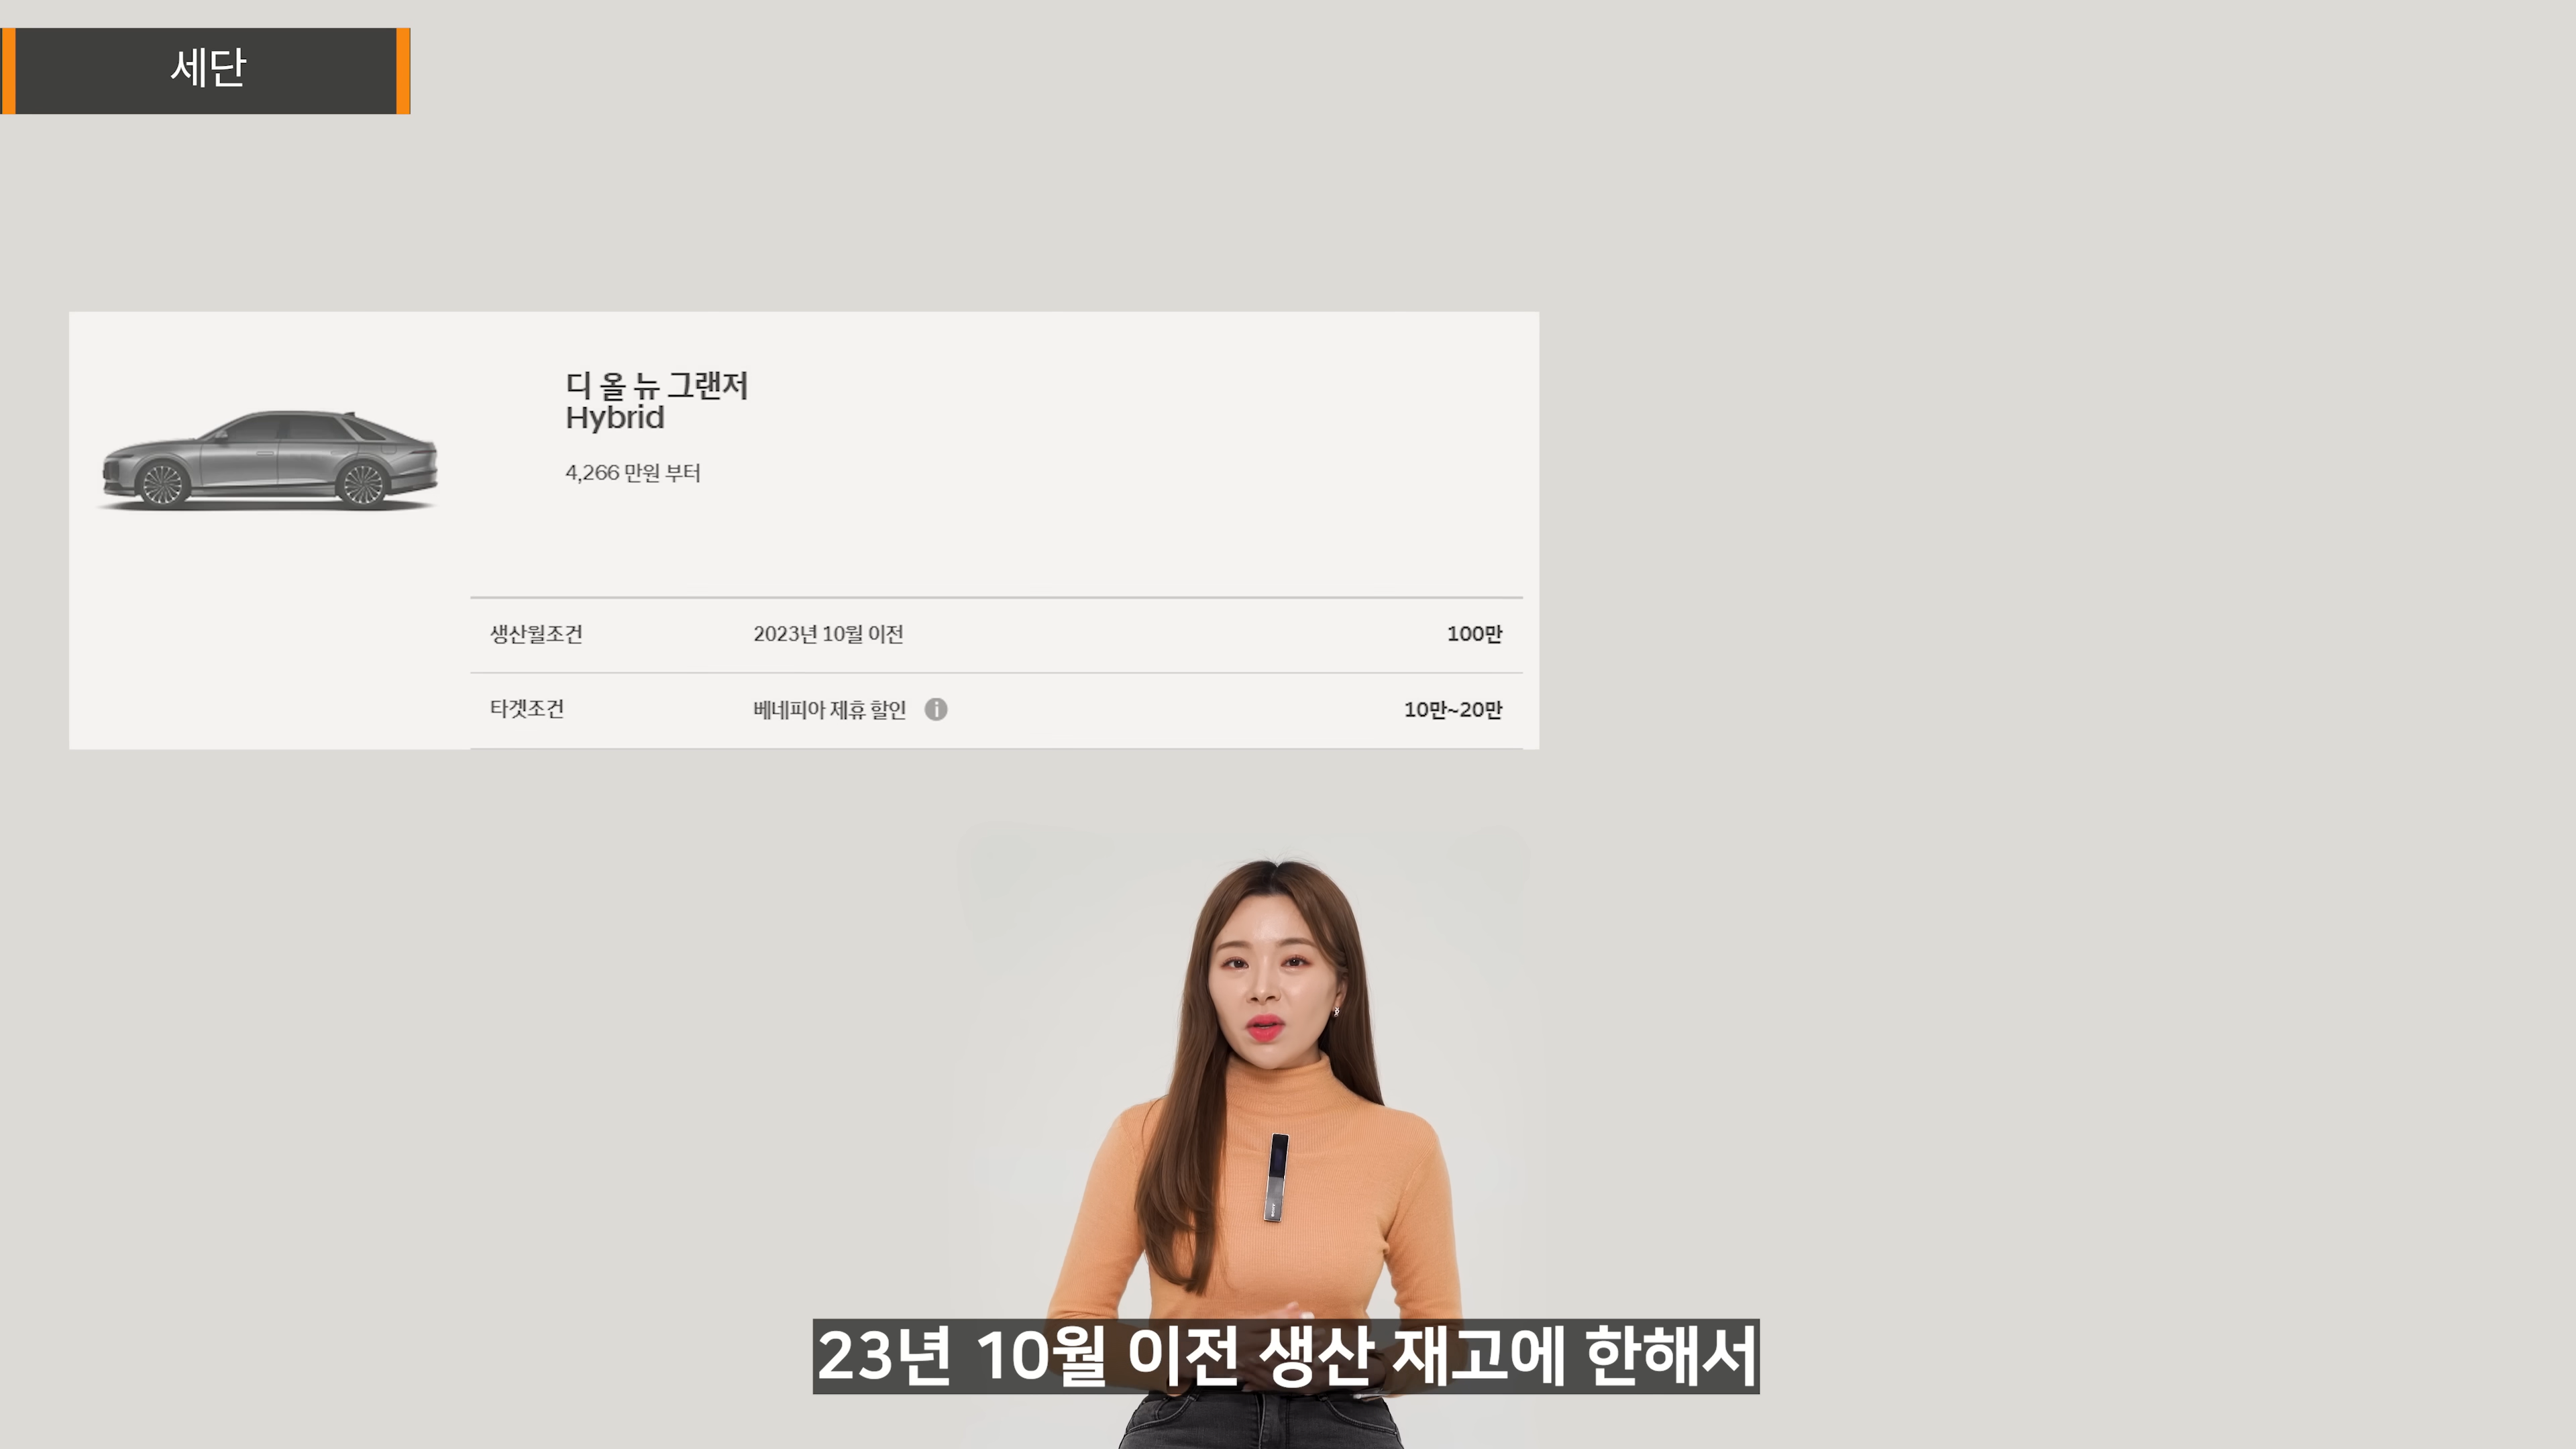 세단
디 올 뉴 그랜저
Hybrid
4,266 만원 부터
생산월조건 2023년 10월 이전 100만
타겟조건 베네피아 제휴 할인 i 10만~20만
23년 10월 이전 생산 재고에 한해서